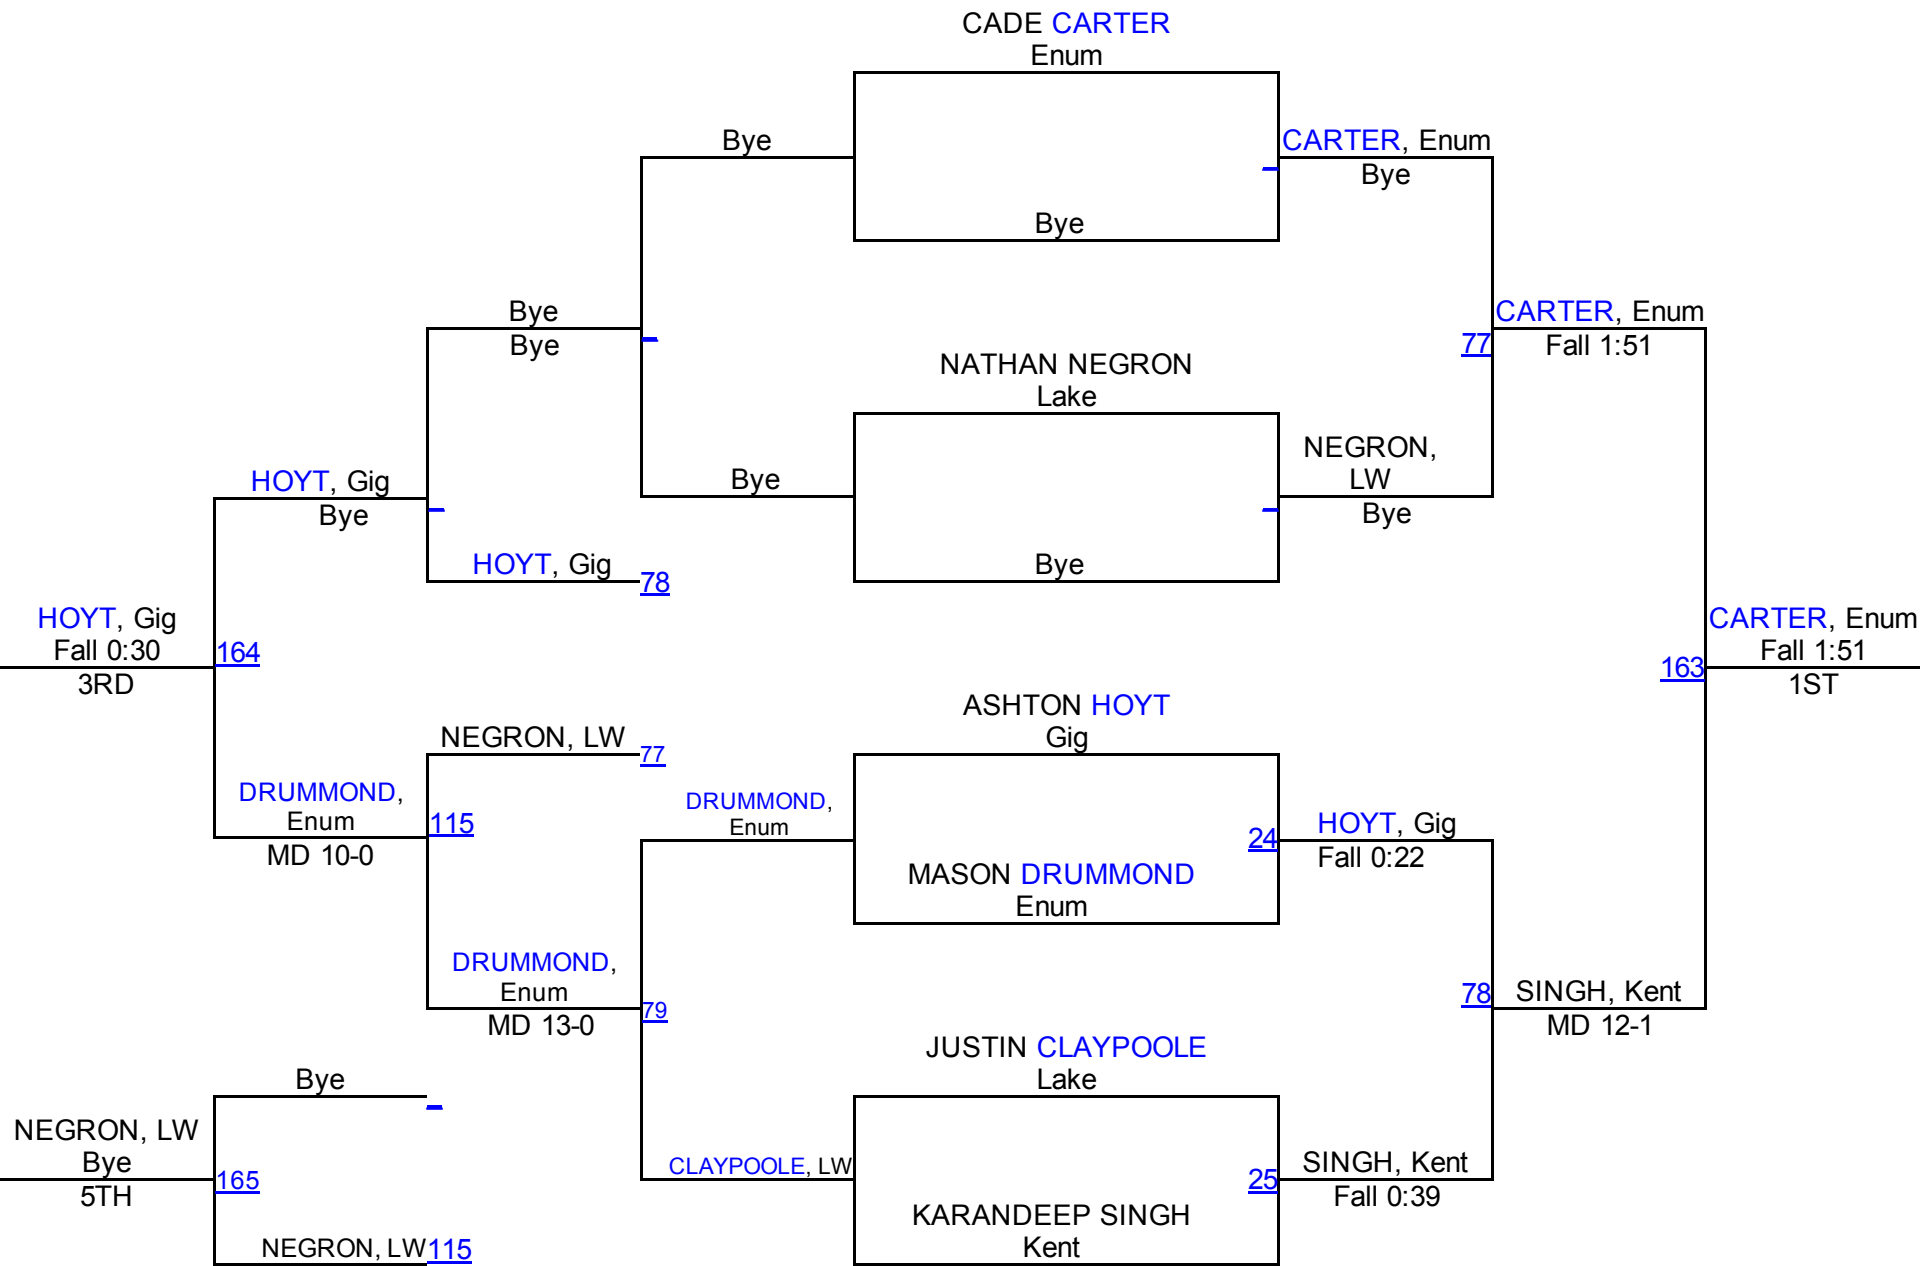 CADE CARTER
Enum
Bye
CARTER, Enum
Bye
Bye
Bye
Bye
CARTER, Enum
77
Fall 1:51
NATHAN NEGRON
Lake
HOYT, Gig
Bye
Bye
NEGRON,
LW
Bye
HOYT, Gig
78
Bye
HOYT, Gig
Fall 0:30
3RD
164
CARTER, Enum
Fall 1:51
1ST
163
NEGRON, LW
77
ASHTON HOYT
Gig
DRUMMOND,
Enum
MD 10-0
115
DRUMMOND,
Enum
24
HOYT, Gig
Fall 0:22
MASON DRUMMOND
Enum
DRUMMOND,
Enum
MD 13-0
79
78
SINGH, Kent
MD 12-1
JUSTIN CLAYPOOLE
Lake
Bye
NEGRON, LW
Bye
5TH
165
CLAYPOOLE, LW
25
SINGH, Kent
Fall 0:39
KARANDEEP SINGH
Kent
NEGRON, LW
115